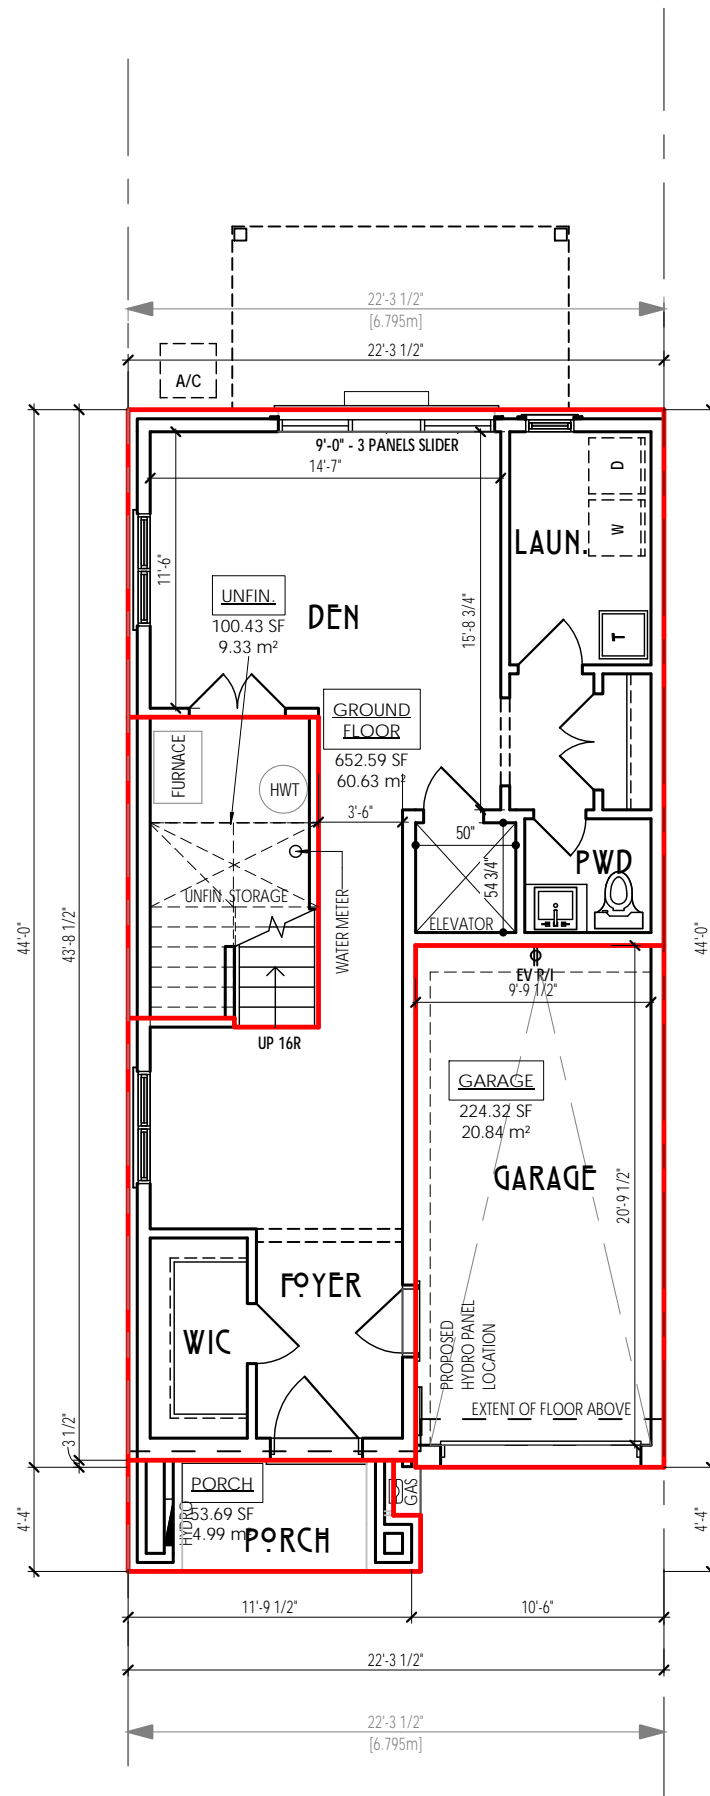 22'-3 1/2"
[6.795m]
22'-3 1/2"
A/C
9'-0" - 3 PANELS SLIDER
14'-7"
D
W
LAUN.
11'-6"
15'-8 3/4"
UNFIN.
100.43 SF
9.33 m²
DEN
T
GROUND
FLOOR
652.59 SF
60.63 m²
FURNACE
HWT
3'-6"
50"
54 3/4"
PWD
UNFIN. STORAGE
ELEVATOR
WATER METER
44'-0"
43'-8 1/2"
44'-0"
EV R/I
9'-9 1/2"
UP 16R
GARAGE
224.32 SF
20.84 m²
GARAGE
20'-9 1/2"
FOYER
WIC
PROPOSED
HYDRO PANEL
LOCATION
EXTENT OF FLOOR ABOVE
3 1/2"
PORCH
53.69 SF
4.99 m²
HYDRO
PORCH
GAS
4'-4"
4'-4"
11'-9 1/2"
10'-6"
22'-3 1/2"
22'-3 1/2"
[6.795m]